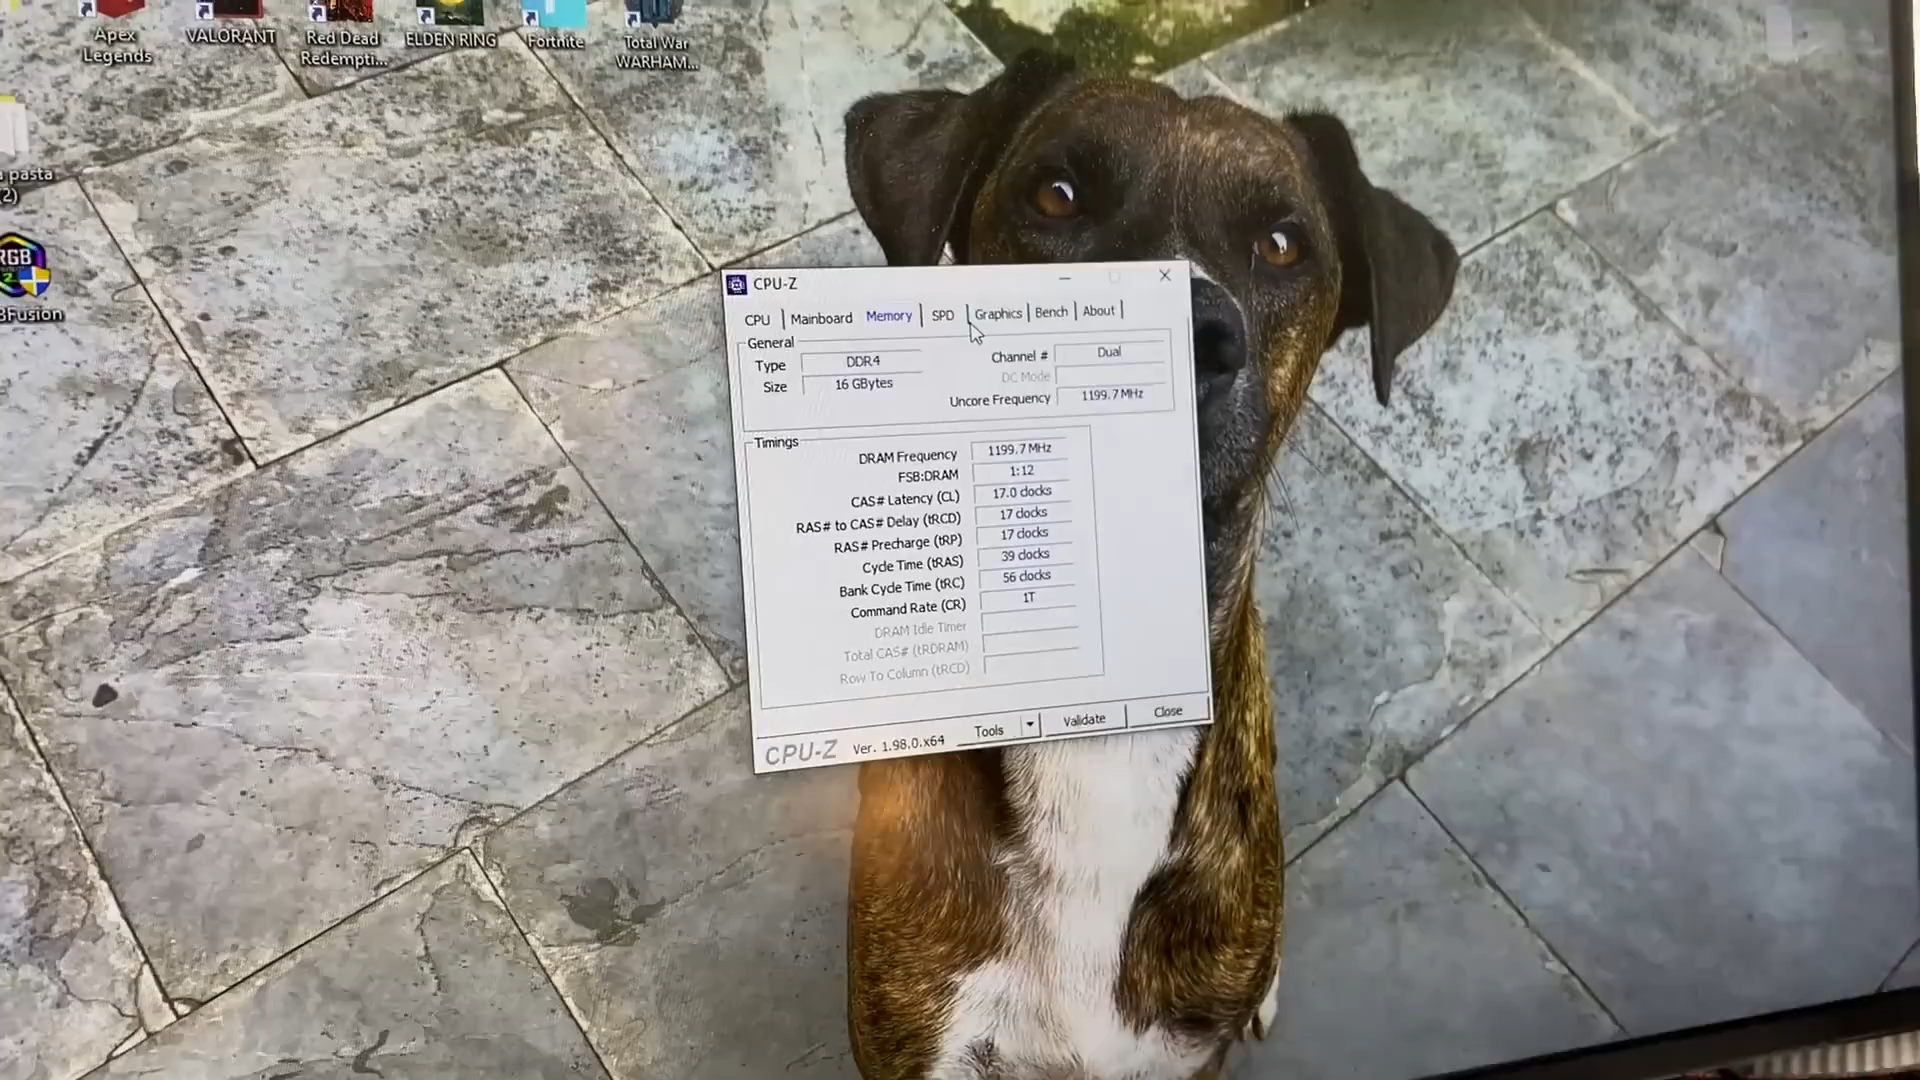 Apex
Legends
VALORANT
Red Dead
Redempti...
ELDEN RING
Fortnite
Total War
WARHAM...
pasta
(2)
RGB
2
BFusion
CPU-Z
CPU
Mainboard
Memory
SPD
Graphics
Bench
About
General
Type
DDR4
Channel #
Dual
Size
16 GBytes
DC Mode
Uncore Frequency
1199.7 MHz
Timings
DRAM Frequency
1199.7 MHz
FSB:DRAM
1:12
CAS# Latency (CL)
17.0 clocks
RAS# to CAS# Delay (tRCD)
17 clocks
RAS# Precharge (tRP)
17 clocks
Cycle Time (tRAS)
39 clocks
Bank Cycle Time (tRC)
56 clocks
Command Rate (CR)
1T
DRAM Idle Timer
Total CAS# (tRDRAM)
Row To Column (tRCD)
CPU-Z
Ver. 1.98.0.x64
Tools
Validate
Close